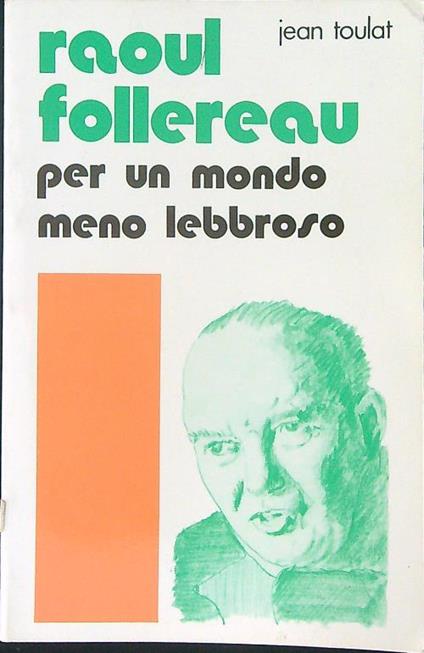 jean toulat
raoul
follereau
per un mondo
meno lebbroso